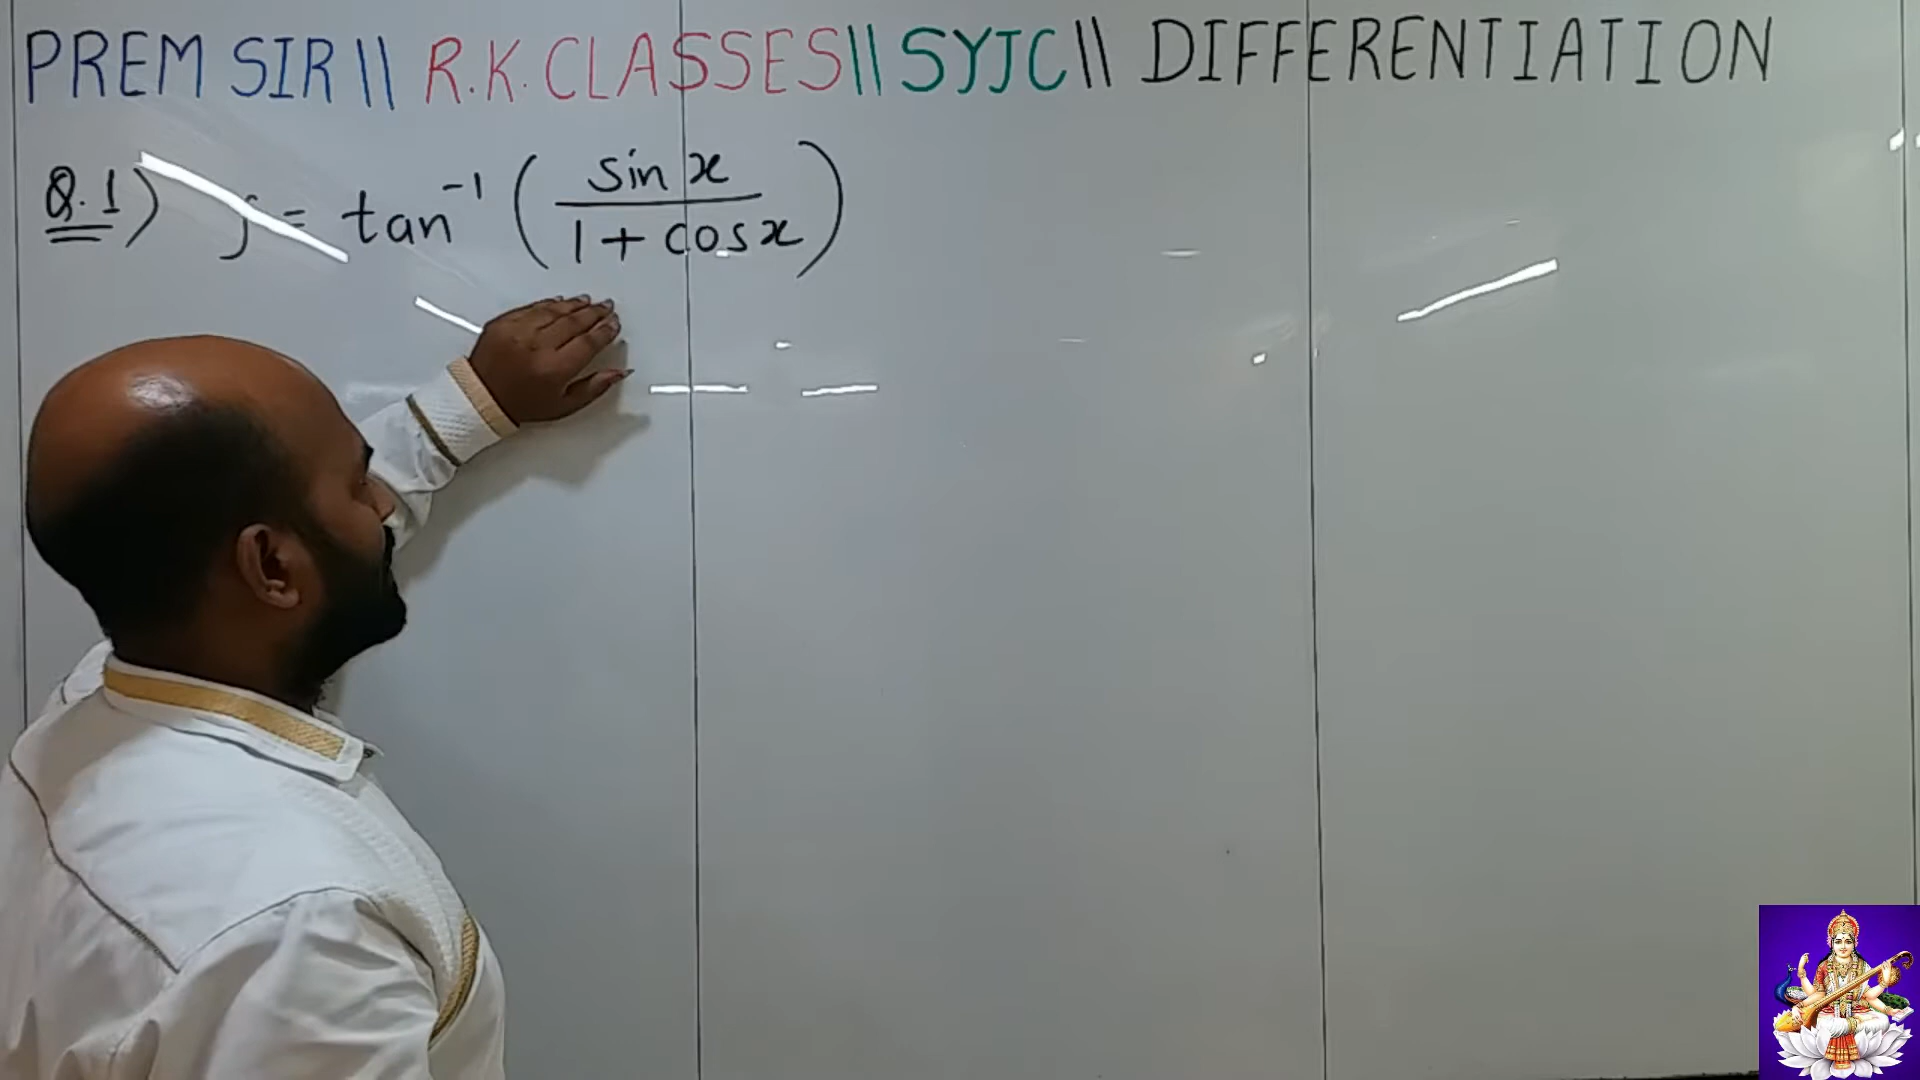 PREM SIR || R.K. CLASSES || SYJC || DIFFERENTIATION
Q.1) y = tan⁻¹ (sin x / 1 + cos x)